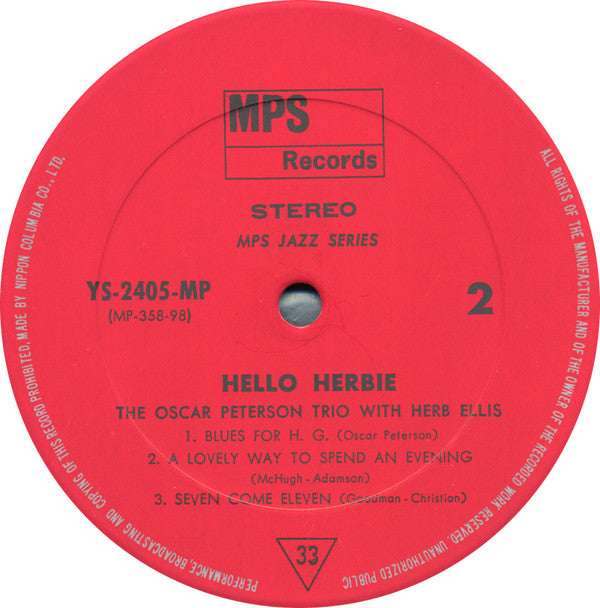 MPS
Records
STEREO
MPS JAZZ SERIES
YS-2405-MP
(MP-358-98)
2
HELLO HERBIE
THE OSCAR PETERSON TRIO WITH HERB ELLIS
1. BLUES FOR H. G. (Oscar Peterson)
2. A LOVELY WAY TO SPEND AN EVENING
(McHugh - Adamson)
3. SEVEN COME ELEVEN (Goodman - Christian)
33
ALL RIGHTS OF THE MANUFACTURER AND OF THE OWNER OF THE RECORDED WORK RESERVED. UNAUTHORIZED PUBLIC PERFORMANCE, BROADCASTING AND COPYING OF THIS RECORD PROHIBITED, MADE BY NIPPON COLUMBIA CO., LTD.